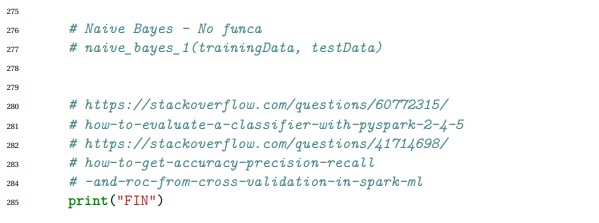 275
276 # Naive Bayes - No funca
277 # naive_bayes_1(trainingData, testData)
278
279
280 # https://stackoverflow.com/questions/60772315/
281 # how-to-evaluate-a-classifier-with-pyspark-2-4-5
282 # https://stackoverflow.com/questions/41714698/
283 # how-to-get-accuracy-precision-recall
284 # -and-roc-from-cross-validation-in-spark-ml
285 print("FIN")